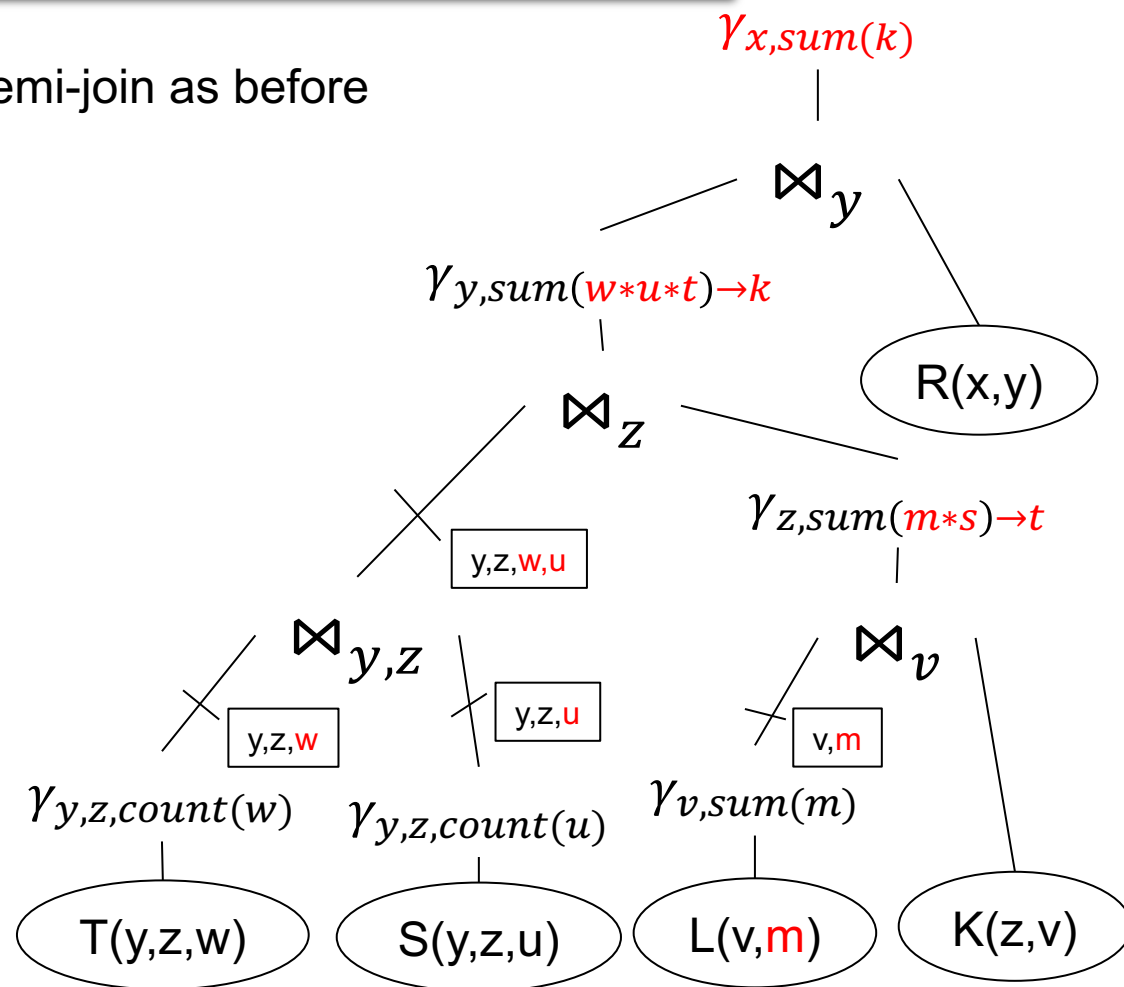 γx,sum(k)
emi-join as before
⋈y
γy,sum(w*u*t)→k
R(x,y)
⋈z
γz,sum(m*s)→t
y,z,w,u
⋈y,z
⋈v
y,z,w
y,z,u
v,m
γy,z,count(w)
γy,z,count(u)
γv,sum(m)
T(y,z,w)
S(y,z,u)
L(v,m)
K(z,v)